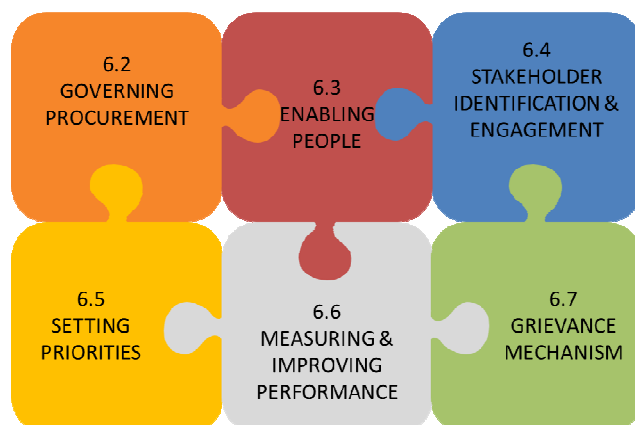 6.2
GOVERNING
PROCUREMENT
6.3
ENABLING
PEOPLE
6.4
STAKEHOLDER
IDENTIFICATION &
ENGAGEMENT
6.5
SETTING
PRIORITIES
6.6
MEASURING &
IMPROVING
PERFORMANCE
6.7
GRIEVANCE
MECHANISM